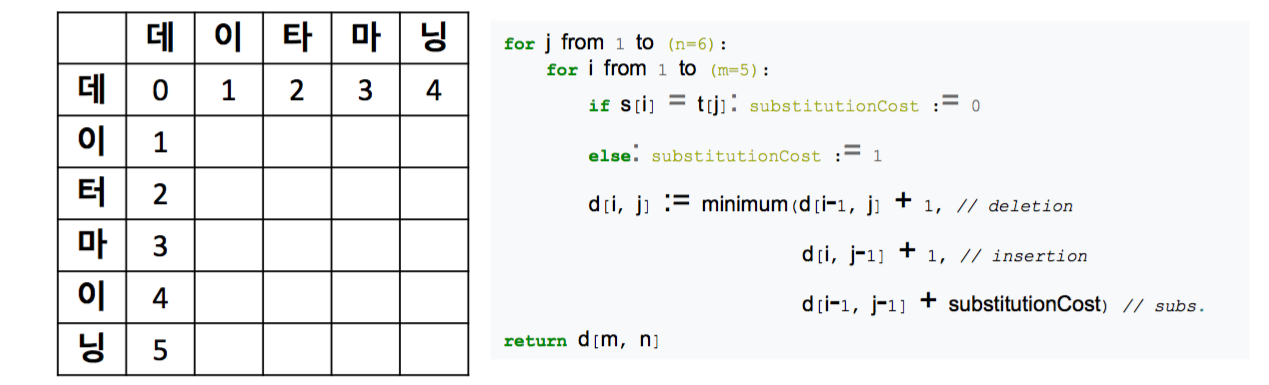 데 이 타 마 닝
데 0 1 2 3 4
이 1
터 2
마 3
이 4
닝 5
for j from 1 to (n=6):
for i from 1 to (m=5):
if s[i] = t[j]: substitutionCost := 0
else: substitutionCost := 1
d[i, j] := minimum(d[i-1, j] + 1, // deletion
d[i, j-1] + 1, // insertion
d[i-1, j-1] + substitutionCost) // subs.
return d[m, n]